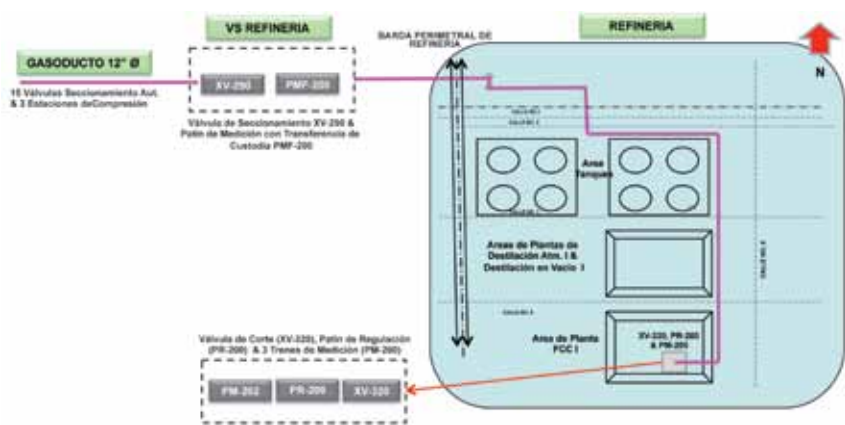 VS REFINERIA
BARDA PERIMETRAL DE
REFINERIA
REFINERIA
GASODUCTO 12" Ø
XV-290
PMF-200
N
15 Válvulas Seccionamiento Aut.
& 3 Estaciones deCompresión
Válvula de Seccionamiento XV-290 &
Patín de Medición con Transferencia de
Custodia PMF-200
Area
Tanques
Areas de Plantas de
Destilación Atm. I &
Destilación en Vacío I
Válvula de Corte (XV-320), Patín de Regulación
(PR-200) & 3 Trenes de Medición (PM-200)
Area de Planta
FCC I
XV-320, PR-200
& PM-200
PM-202
PR-200
XV-320